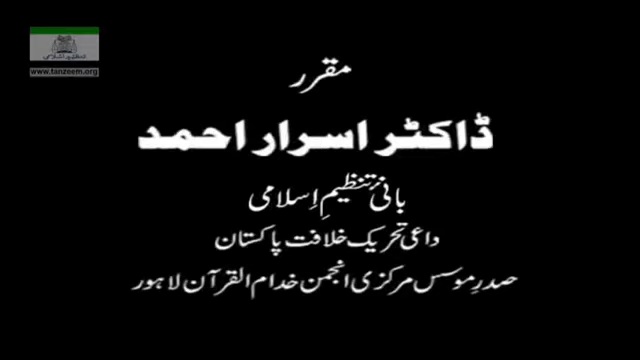 www.tanzeem.org
مقرر
ڈاکٹر اسرار احمد
بانیٔ تنظیمِ اِسلامی
داعی تحریک خلافت پاکستان
صدرِ موسس مرکزی انجمن خدام القرآن لاہور